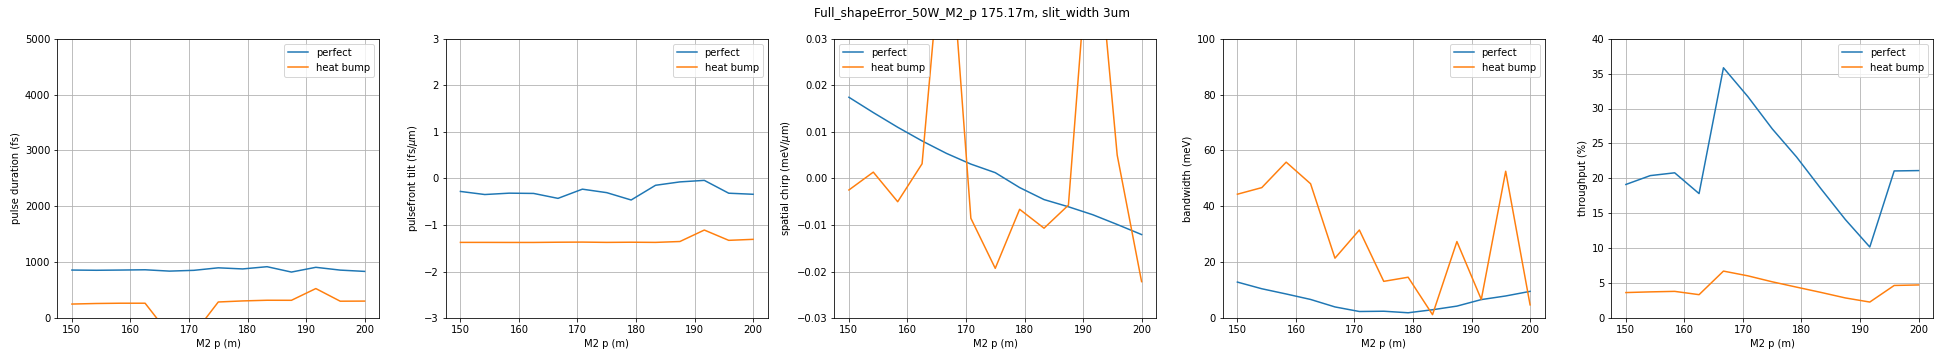 Full_shapeError_50W_M2_p 175.17m, slit_width 3um
pulse duration (fs)
5000
4000
3000
2000
1000
0
perfect
heat bump
150 160 170 180 190 200
M2 p (m)
pulsefront tilt (fs/μm)
3
2
1
0
−1
−2
−3
perfect
heat bump
150 160 170 180 190 200
M2 p (m)
spatial chirp (meV/μm)
0.03
0.02
0.01
0.00
−0.01
−0.02
−0.03
perfect
heat bump
150 160 170 180 190 200
M2 p (m)
bandwidth (meV)
100
80
60
40
20
0
perfect
heat bump
150 160 170 180 190 200
M2 p (m)
throughput (%)
40
35
30
25
20
15
10
5
0
perfect
heat bump
150 160 170 180 190 200
M2 p (m)